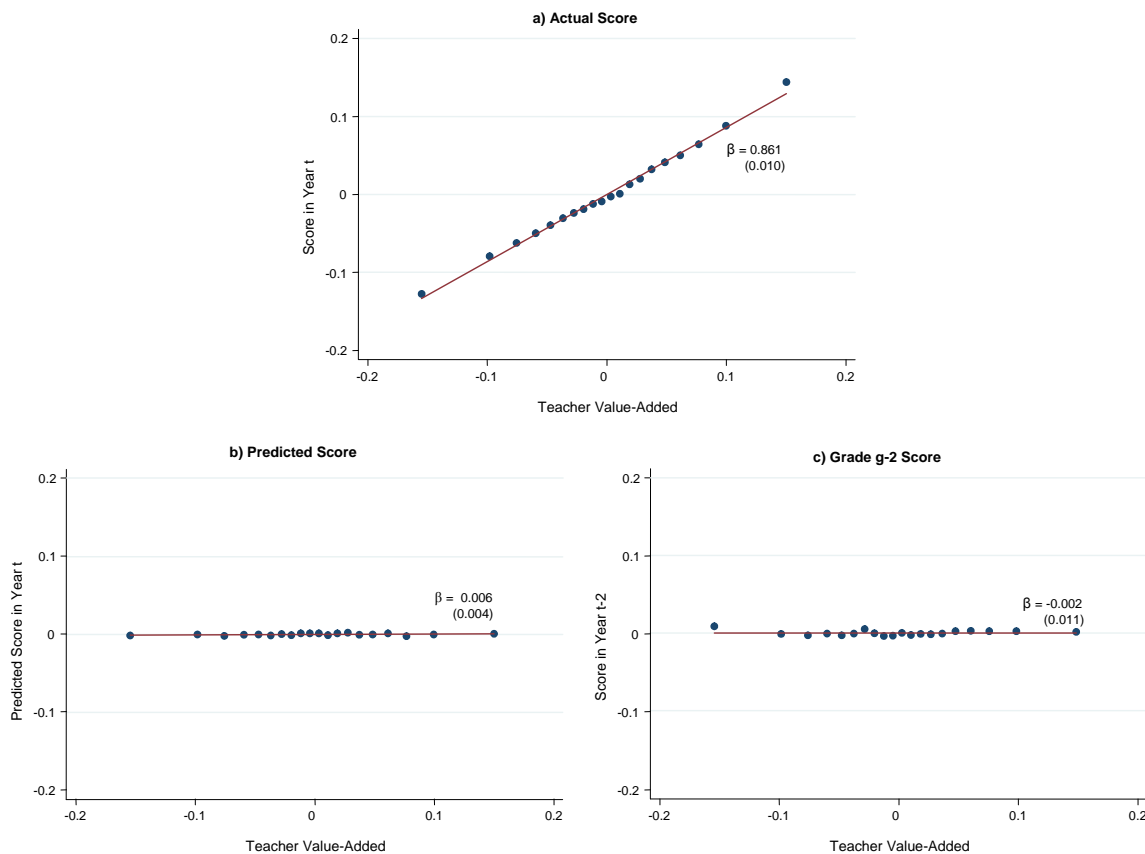 a) Actual Score
0.2
0.1
0
-0.1
-0.2
Score in Year t
β = 0.861
(0.010)
-0.2 -0.1 0 0.1 0.2
Teacher Value-Added
b) Predicted Score
0.2
0.1
0
-0.1
-0.2
Predicted Score in Year t
β = 0.006
(0.004)
-0.2 -0.1 0 0.1 0.2
Teacher Value-Added
c) Grade g-2 Score
0.2
0.1
0
-0.1
-0.2
Score in Year t-2
β = -0.002
(0.011)
-0.2 -0.1 0 0.1 0.2
Teacher Value-Added